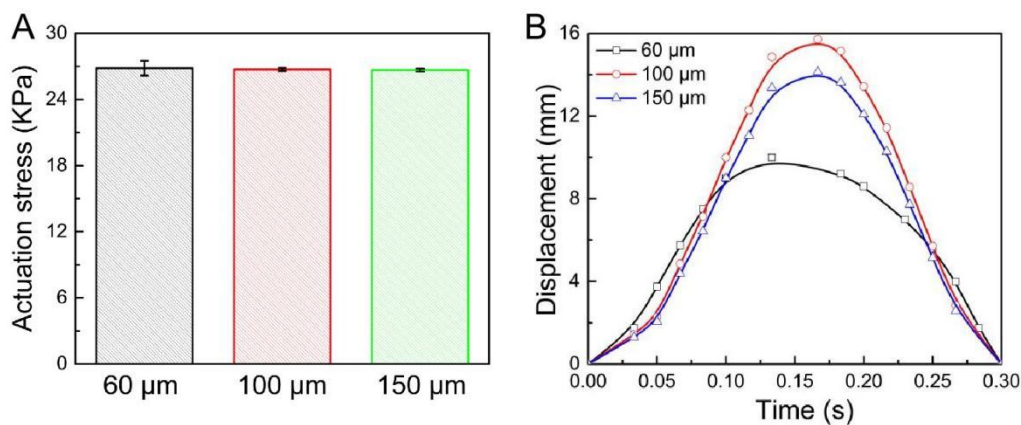 A
Actuation stress (KPa)
30
24
18
12
6
0
60 μm
100 μm
150 μm
B
Displacement (mm)
16
12
8
4
0
60 μm
100 μm
150 μm
0.00
0.05
0.10
0.15
0.20
0.25
0.30
Time (s)